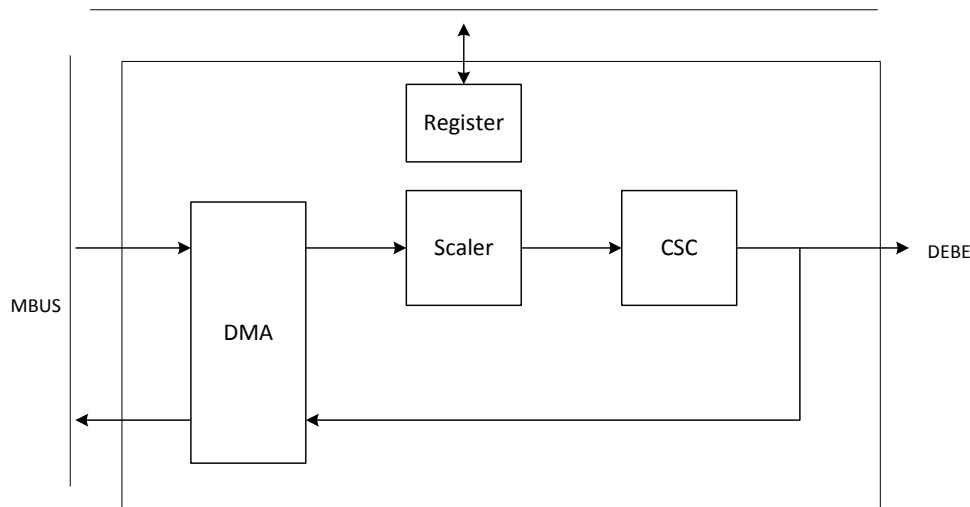 Register
Scaler
CSC
DEBE
MBUS
DMA